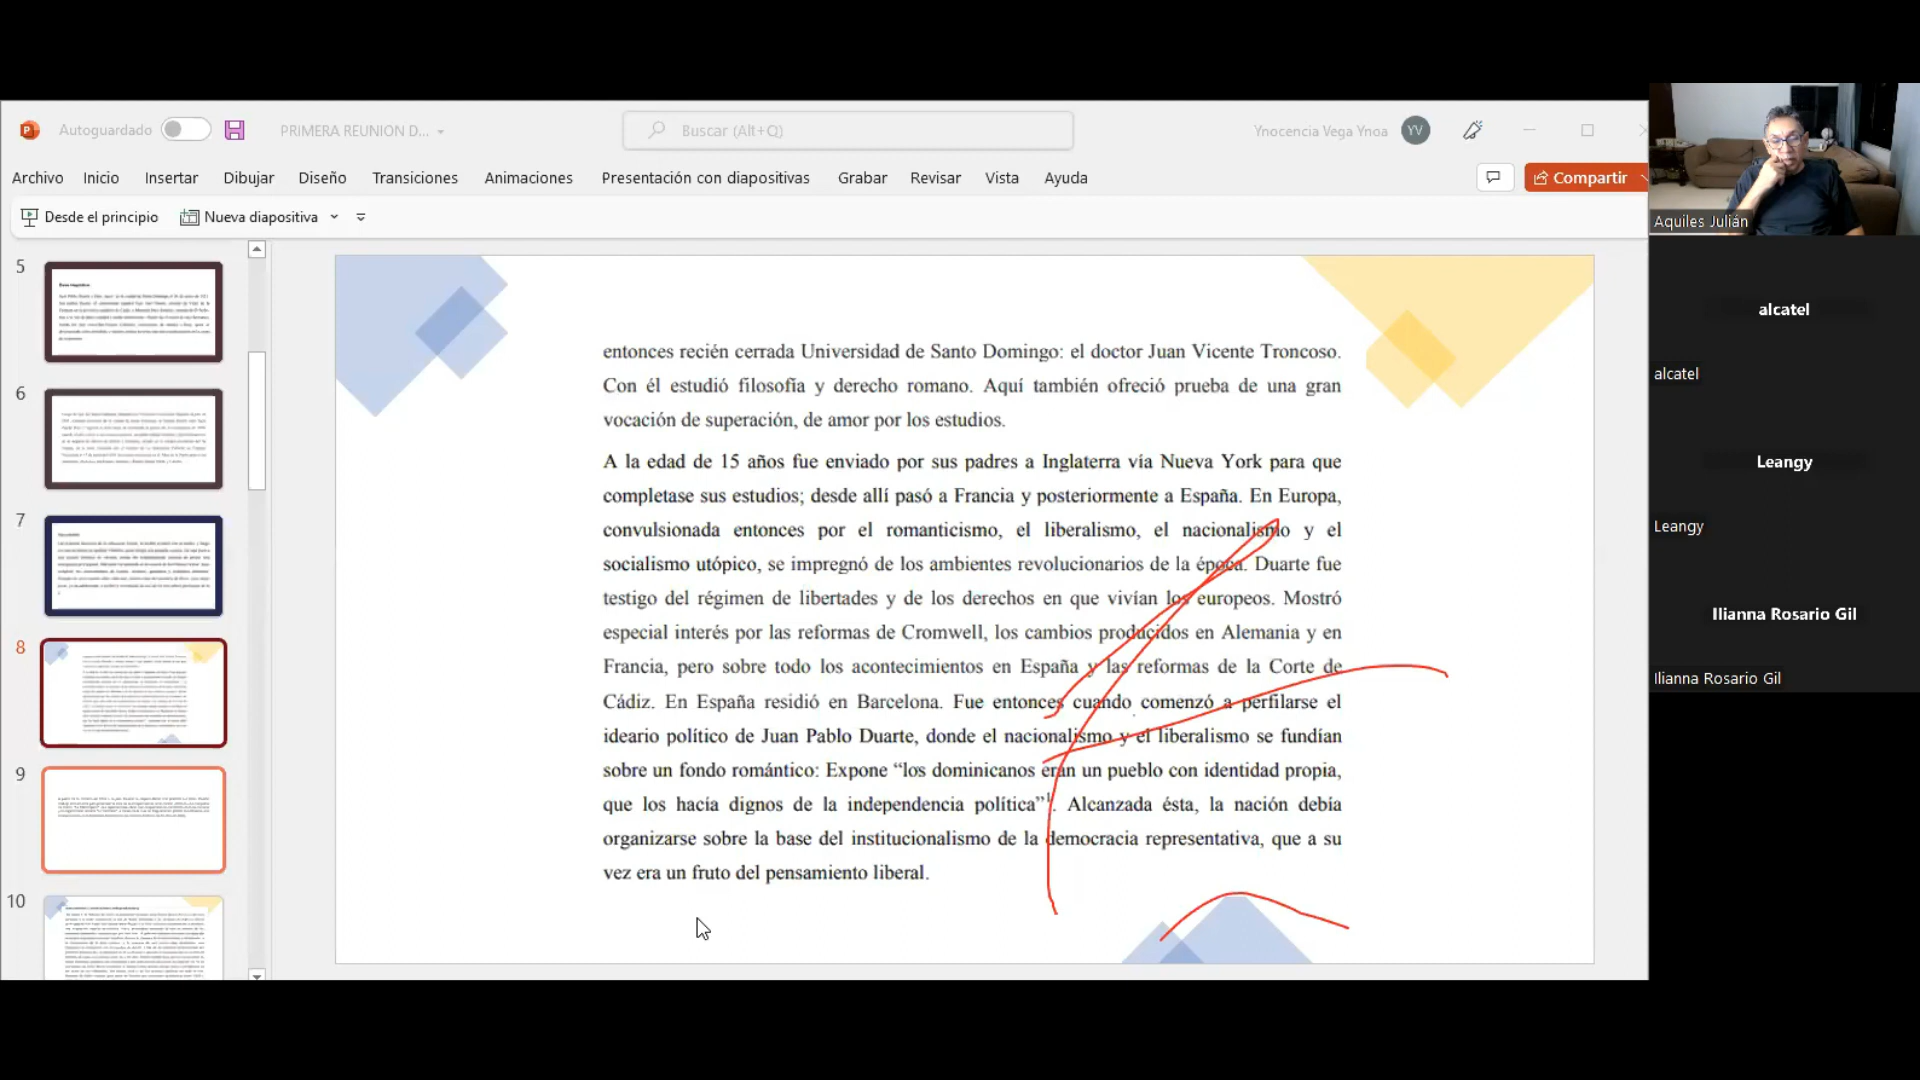 Autoguardado
PRIMERA REUNION D...
Buscar (Alt+Q)
Ynocencia Vega Ynoa
YV
Archivo Inicio Insertar Dibujar Diseño Transiciones Animaciones Presentación con diapositivas Grabar Revisar Vista Ayuda
Compartir
Desde el principio Nueva diapositiva
5
6
7
8
9
10
entonces recién cerrada Universidad de Santo Domingo: el doctor Juan Vicente Troncoso.
Con él estudió filosofía y derecho romano. Aquí también ofreció prueba de una gran
vocación de superación, de amor por los estudios.
A la edad de 15 años fue enviado por sus padres a Inglaterra vía Nueva York para que
completase sus estudios; desde allí pasó a Francia y posteriormente a España. En Europa,
convulsionada entonces por el romanticismo, el liberalismo, el nacionalismo y el
socialismo utópico, se impregnó de los ambientes revolucionarios de la época. Duarte fue
testigo del régimen de libertades y de los derechos en que vivían los europeos. Mostró
especial interés por las reformas de Cromwell, los cambios producidos en Alemania y en
Francia, pero sobre todo los acontecimientos en España y las reformas de la Corte de
Cádiz. En España residió en Barcelona. Fue entonces cuando comenzó a perfilarse el
ideario político de Juan Pablo Duarte, donde el nacionalismo y el liberalismo se fundían
sobre un fondo romántico: Expone “los dominicanos eran un pueblo con identidad propia,
que los hacía dignos de la independencia política”¹. Alcanzada ésta, la nación debía
organizarse sobre la base del institucionalismo de la democracia representativa, que a su
vez era un fruto del pensamiento liberal.
Aquiles Julián
alcatel
alcatel
Leangy
Leangy
Ilianna Rosario Gil
Ilianna Rosario Gil